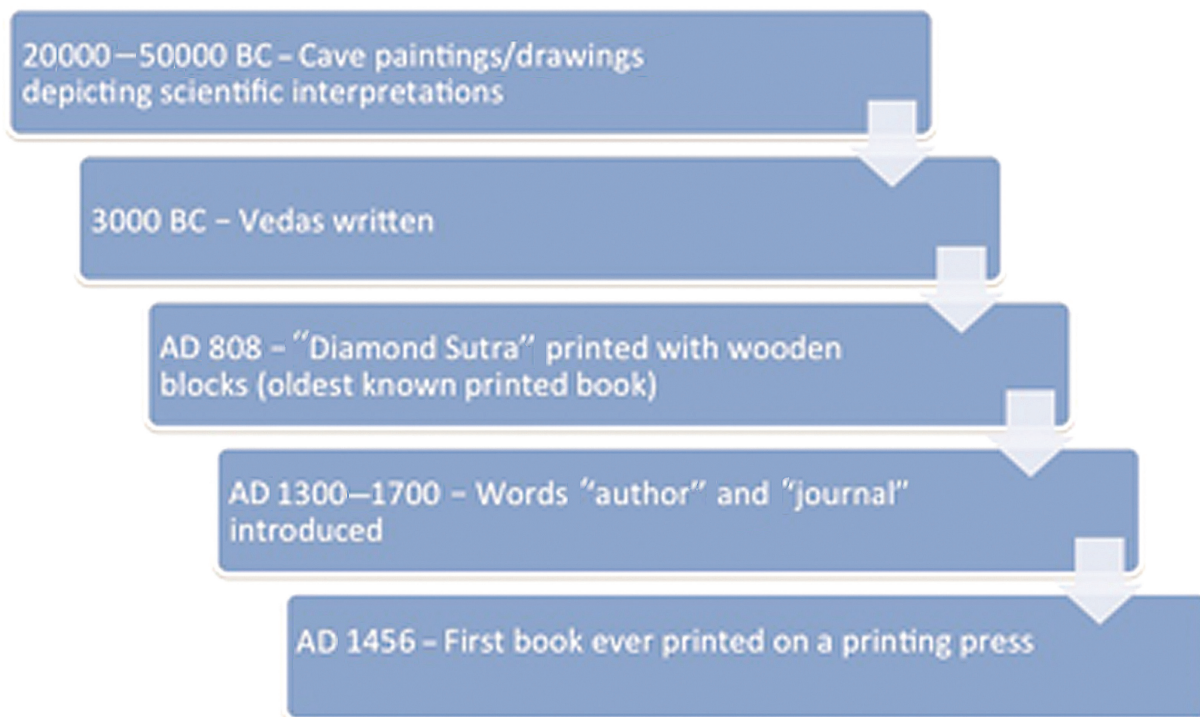 20000—50000 BC – Cave paintings/drawings
depicting scientific interpretations
3000 BC – Vedas written
AD 808 – “Diamond Sutra” printed with wooden
blocks (oldest known printed book)
AD 1300—1700 – Words “author” and “journal”
introduced
AD 1456 – First book ever printed on a printing press